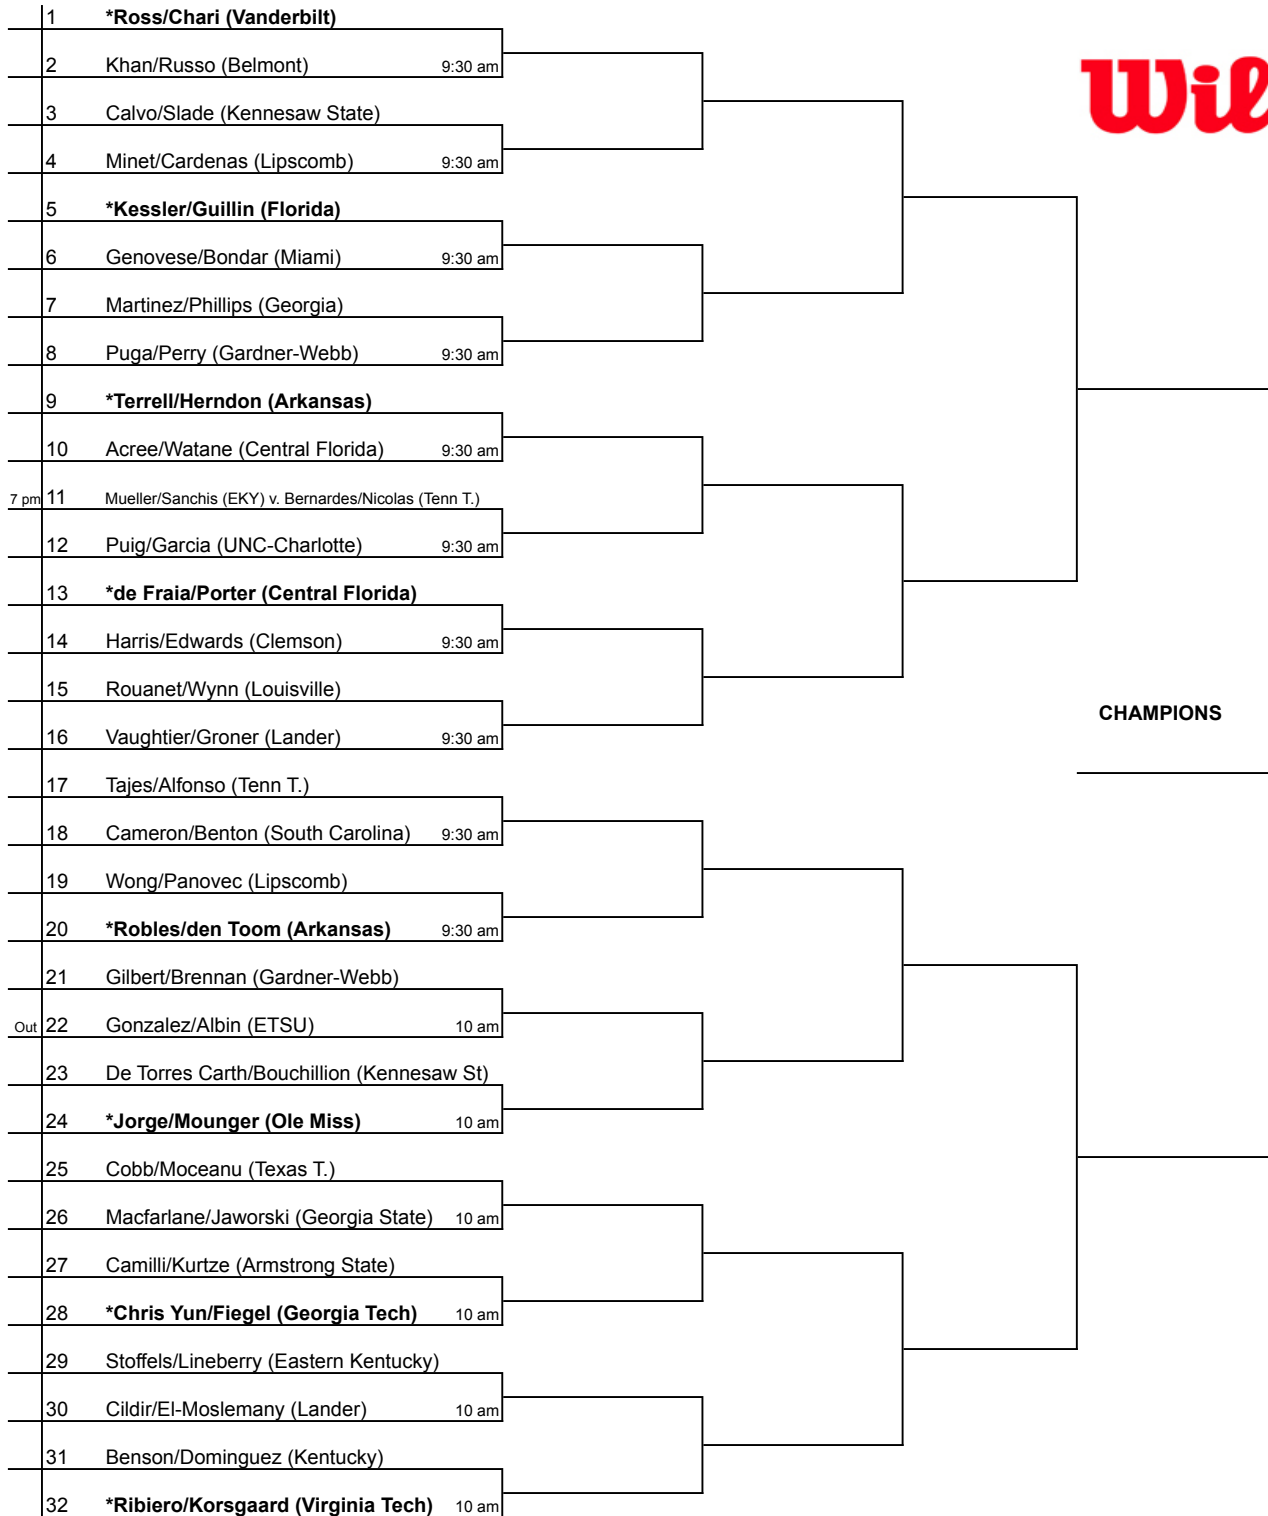 1 *Ross/Chari (Vanderbilt)
2 Khan/Russo (Belmont) 9:30 am
Wil
3 Calvo/Slade (Kennesaw State)
4 Minet/Cardenas (Lipscomb) 9:30 am
5 *Kessler/Guillin (Florida)
6 Genovese/Bondar (Miami) 9:30 am
7 Martinez/Phillips (Georgia)
8 Puga/Perry (Gardner-Webb) 9:30 am
9 *Terrell/Herndon (Arkansas)
10 Acree/Watane (Central Florida) 9:30 am
7 pm 11 Mueller/Sanchis (EKY) v. Bernardes/Nicolas (Tenn T.)
12 Puig/Garcia (UNC-Charlotte) 9:30 am
13 *de Fraia/Porter (Central Florida)
14 Harris/Edwards (Clemson) 9:30 am
15 Rouanet/Wynn (Louisville)
CHAMPIONS
16 Vaughtier/Groner (Lander) 9:30 am
17 Tajes/Alfonso (Tenn T.)
18 Cameron/Benton (South Carolina) 9:30 am
19 Wong/Panovec (Lipscomb)
20 *Robles/den Toom (Arkansas) 9:30 am
21 Gilbert/Brennan (Gardner-Webb)
Out 22 Gonzalez/Albin (ETSU) 10 am
23 De Torres Carth/Bouchillion (Kennesaw St)
24 *Jorge/Mounger (Ole Miss) 10 am
25 Cobb/Moceanu (Texas T.)
26 Macfarlane/Jaworski (Georgia State) 10 am
27 Camilli/Kurtze (Armstrong State)
28 *Chris Yun/Fiegel (Georgia Tech) 10 am
29 Stoffels/Lineberry (Eastern Kentucky)
30 Cildir/El-Moslemany (Lander) 10 am
31 Benson/Dominguez (Kentucky)
32 *Ribiero/Korsgaard (Virginia Tech) 10 am